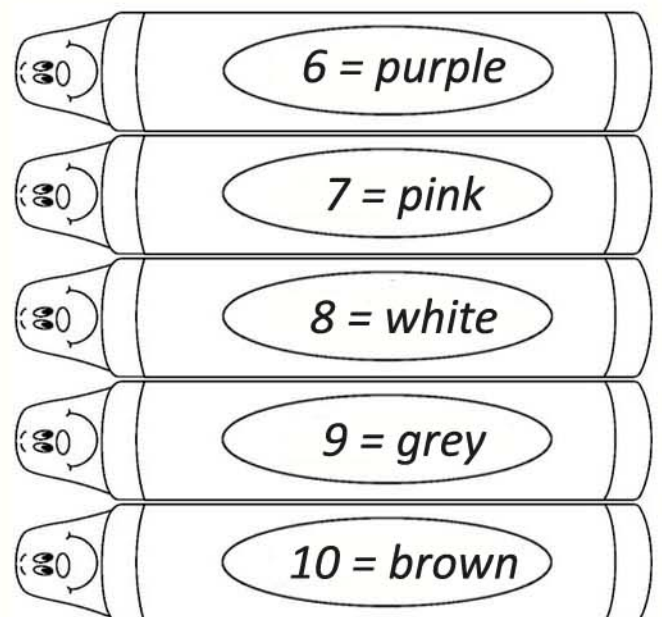 6 = purple
7 = pink
8 = white
9 = grey
10 = brown